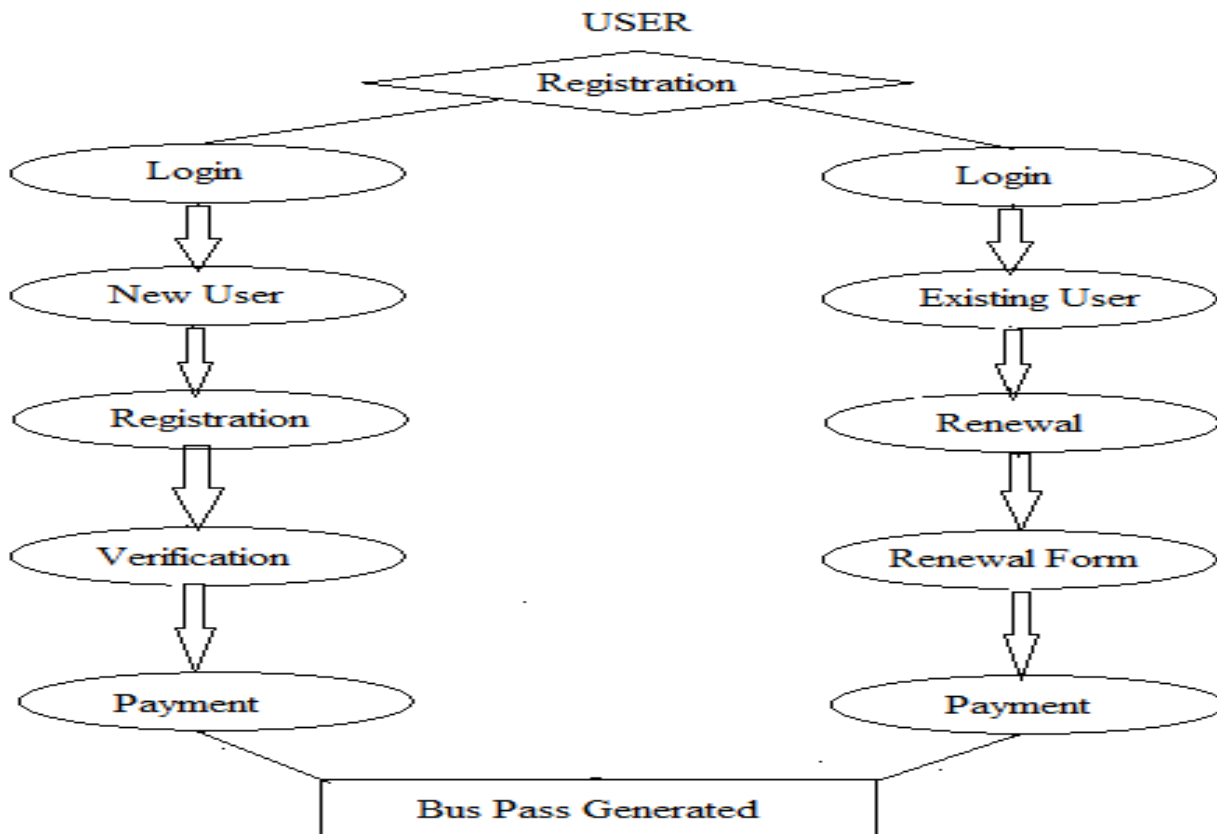 USER
Registration
Login
New User
Registration
Verification
Payment
Login
Existing User
Renewal
Renewal Form
Payment
Bus Pass Generated